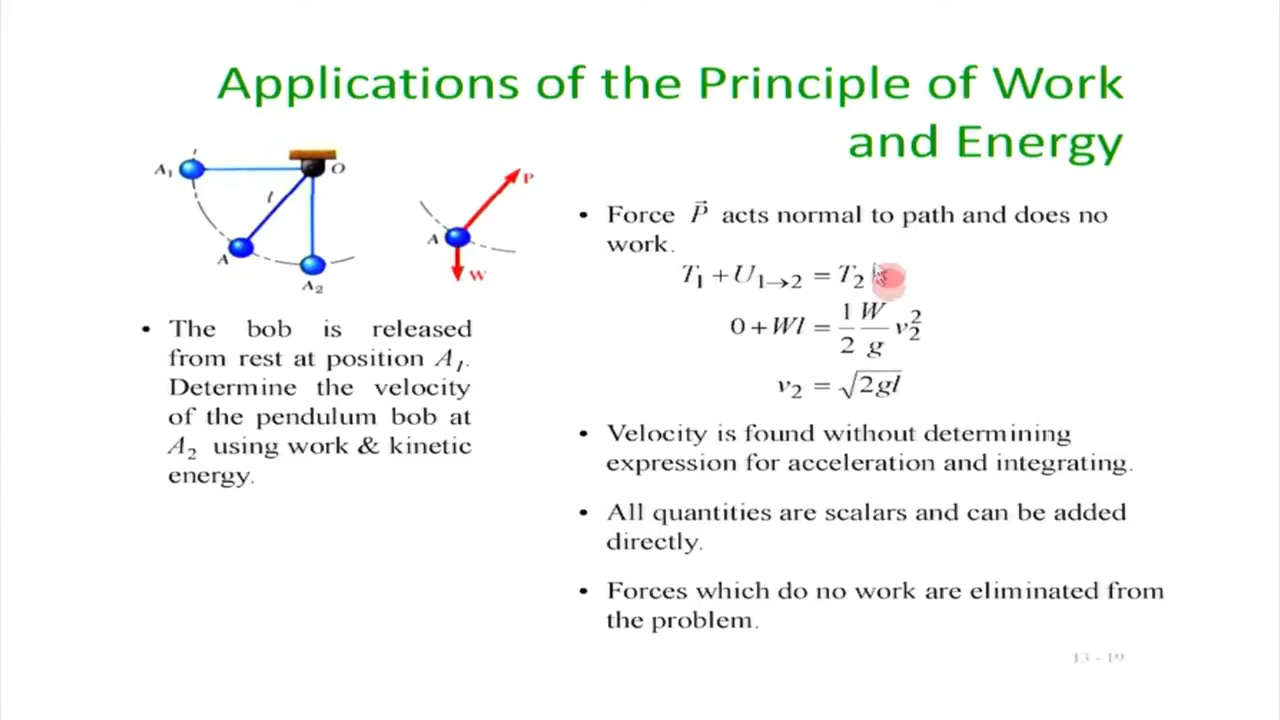 Applications of the Principle of Work
and Energy
A1
O
l
A
A2
P
A
W
• The bob is released
from rest at position A1.
Determine the velocity
of the pendulum bob at
A2 using work & kinetic
energy.
• Force P⃗ acts normal to path and does no
work.
T1 + U1→2 = T2
0 + Wl = 1/2 W/g v2²
v2 = √2gl
• Velocity is found without determining
expression for acceleration and integrating.
• All quantities are scalars and can be added
directly.
• Forces which do no work are eliminated from
the problem.
13 - 19